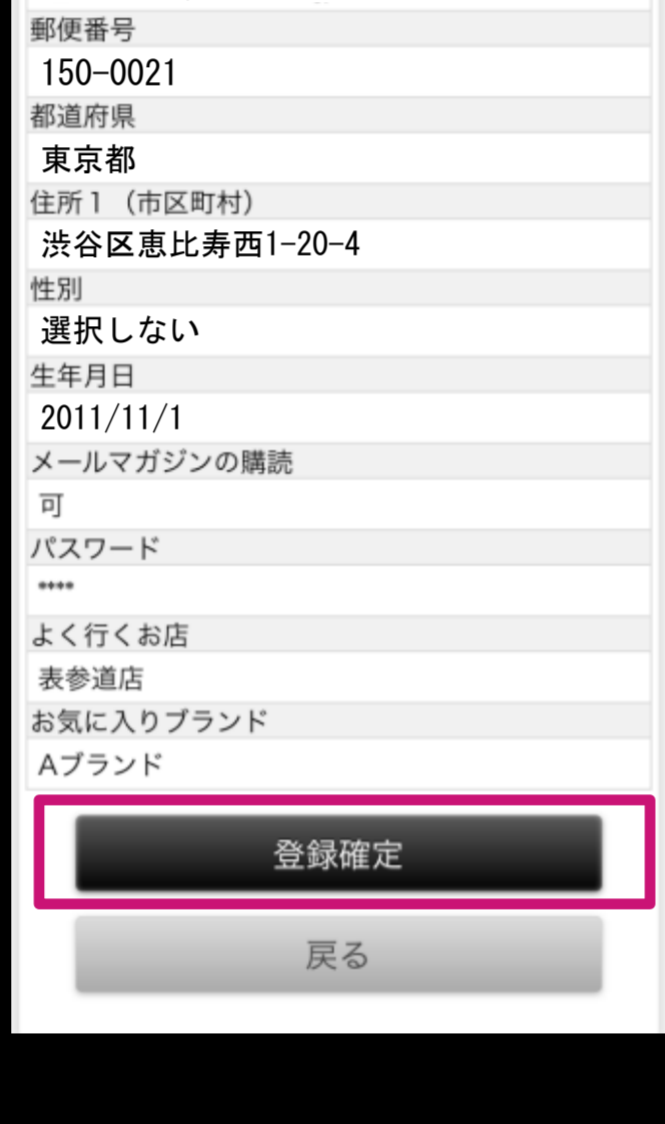 郵便番号
150-0021
都道府県
東京都
住所１（市区町村）
渋谷区恵比寿西1-20-4
性別
選択しない
生年月日
2011/11/1
メールマガジンの購読
可
パスワード
****
よく行くお店
表参道店
お気に入りブランド
Aブランド
登録確定
戻る